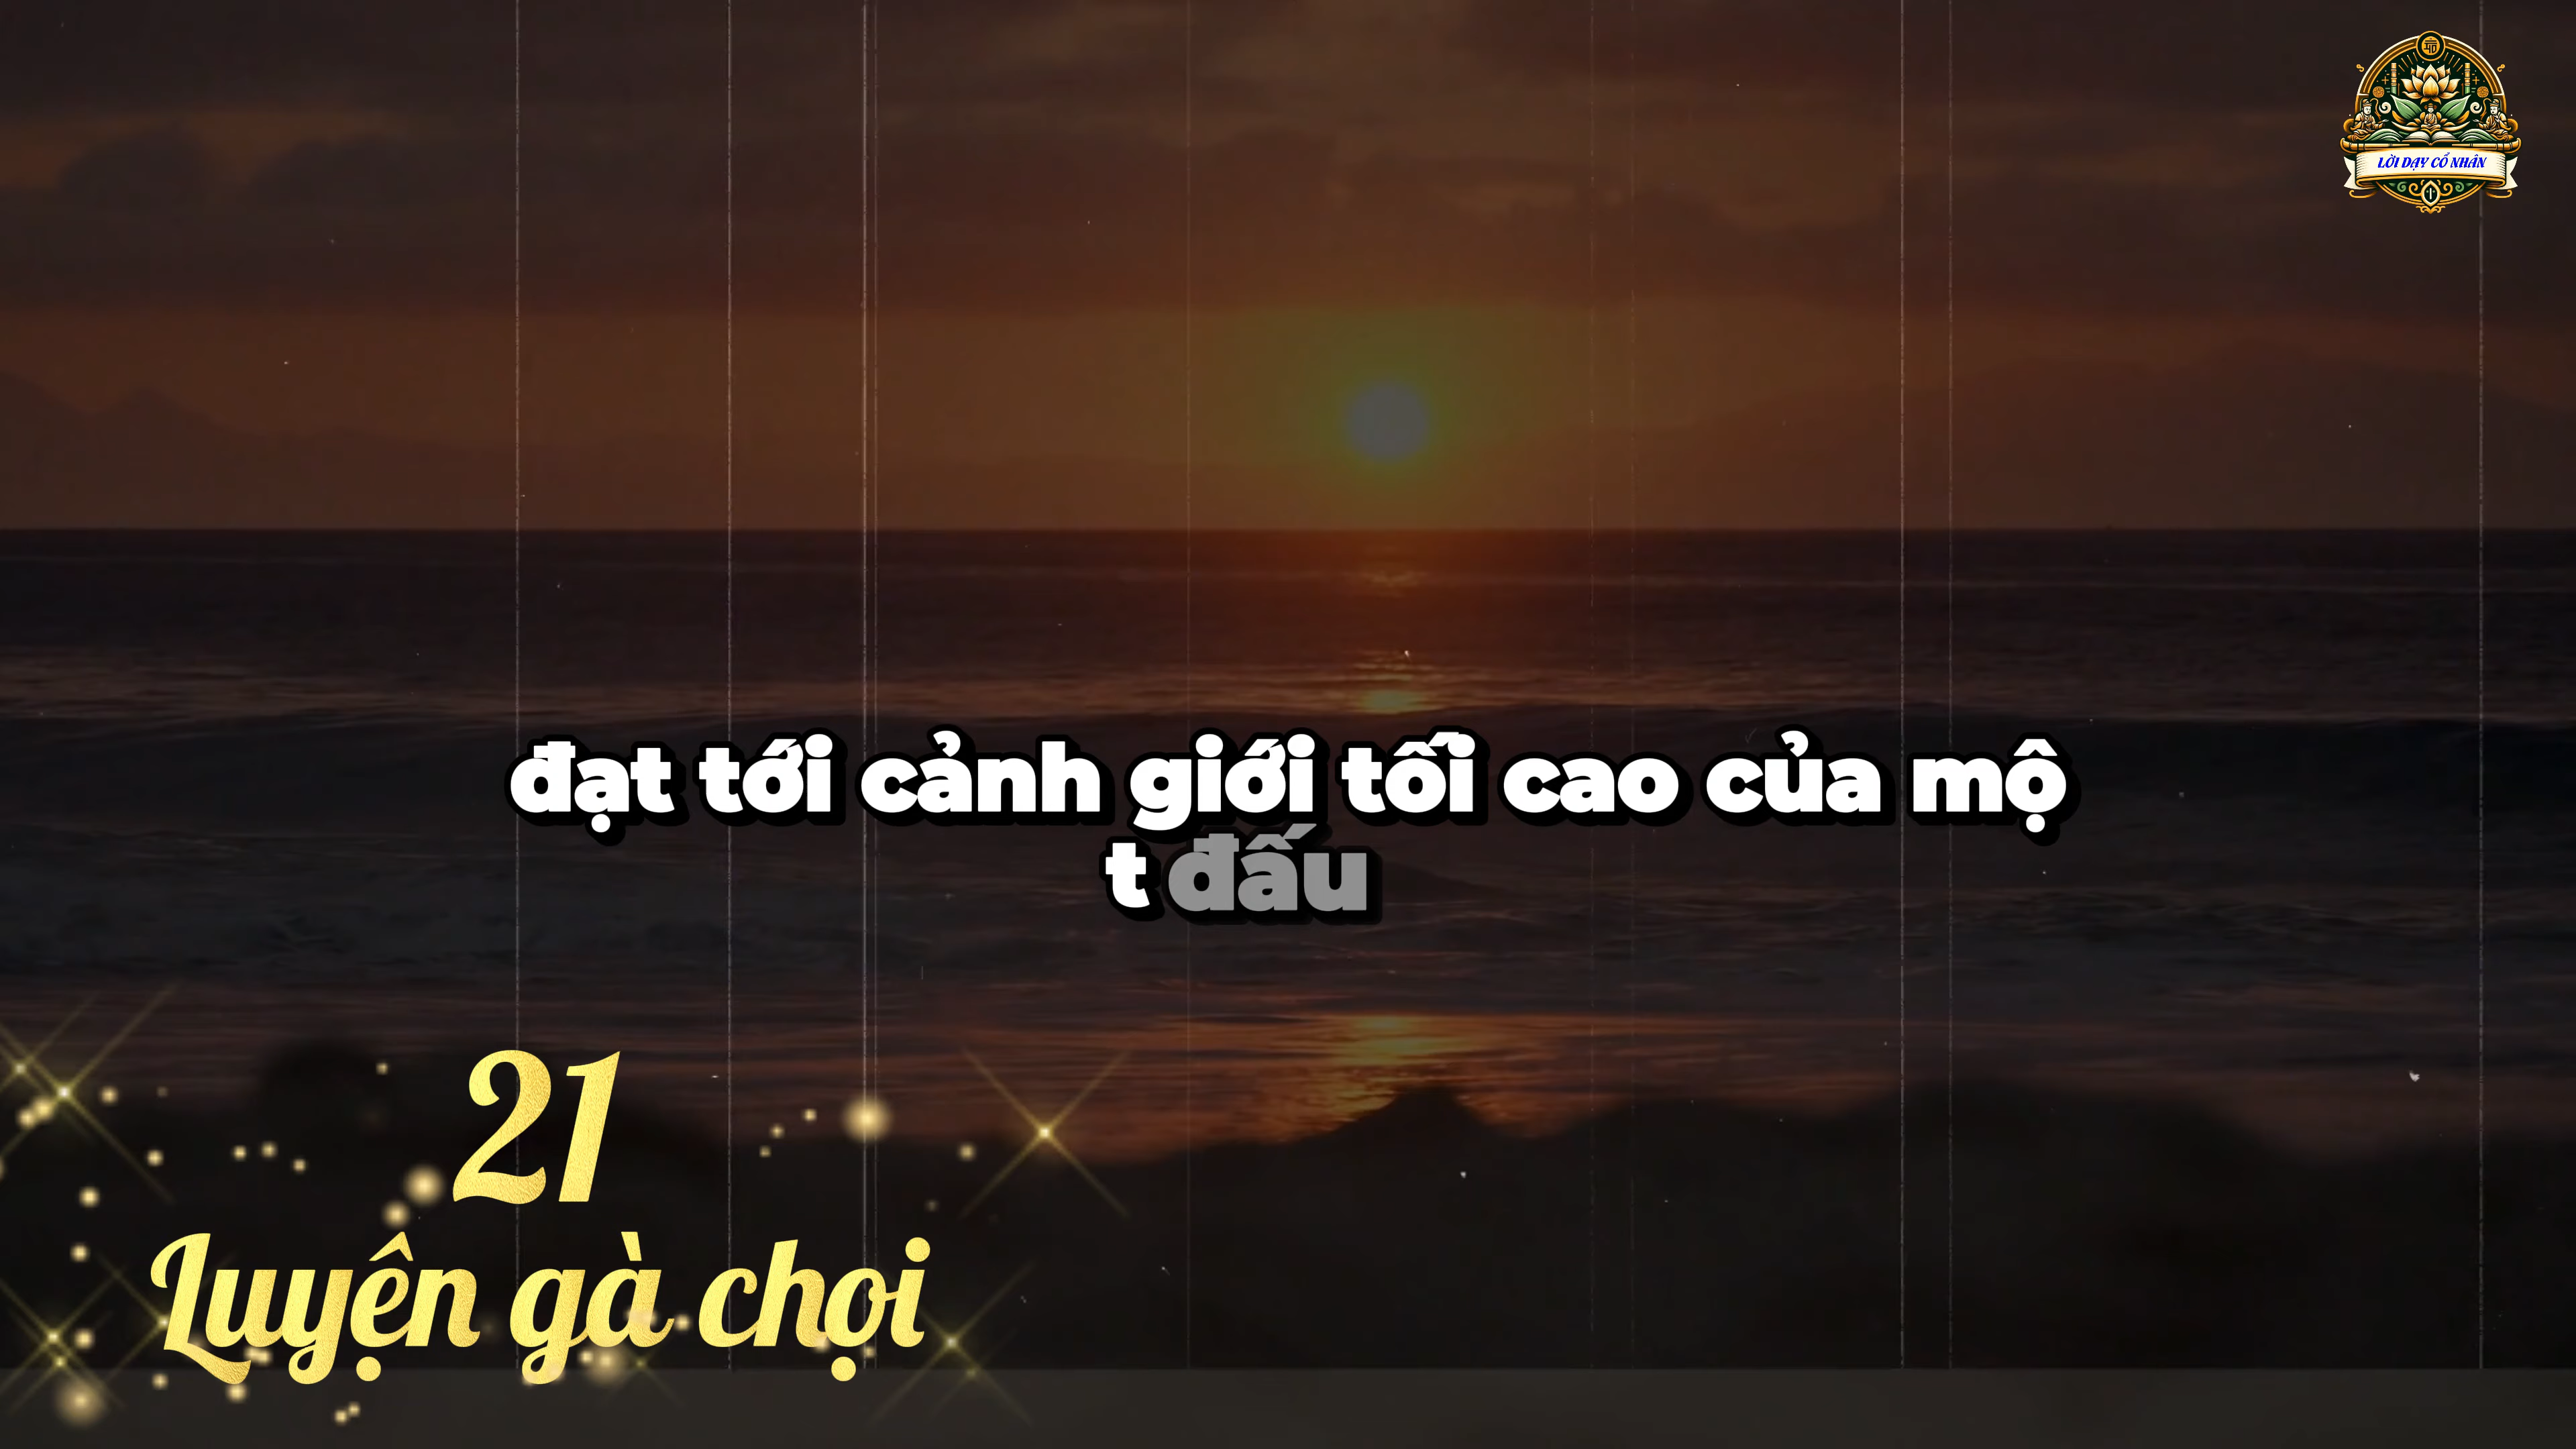 LỜI DẠY CỔ NHÂN
đạt tới cảnh giới tối cao của mộ
t đấu
21
Luyện gà chọi